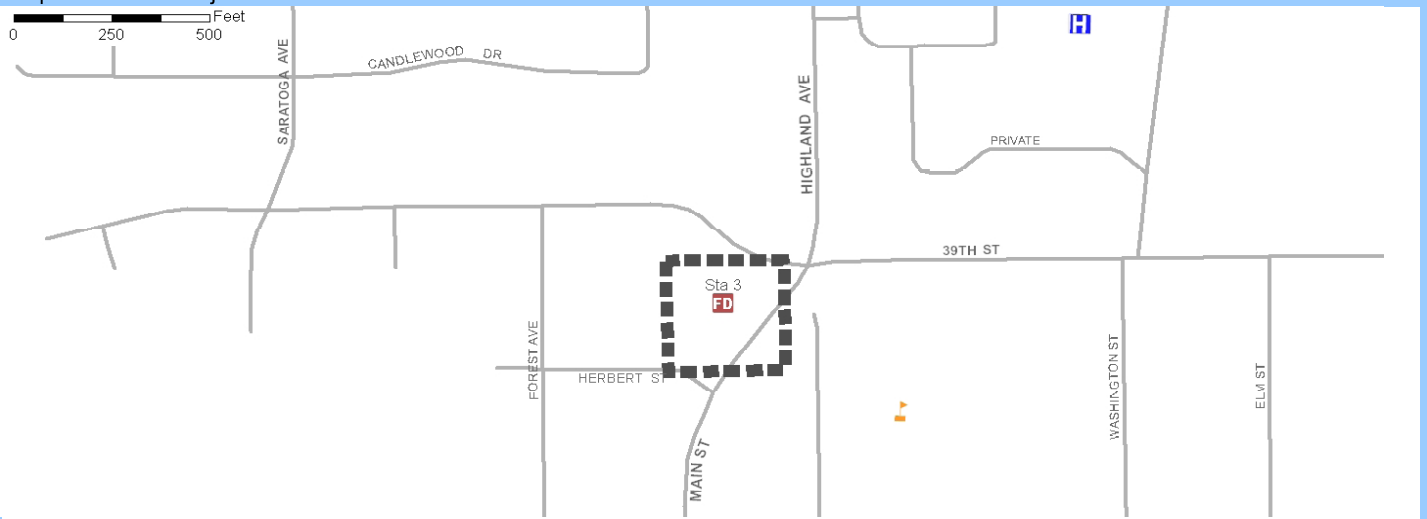 Feet
0 250 500
SARATOGA AVE
CANDLEWOOD DR
HIGHLAND AVE
H
PRIVATE
39TH ST
Sta 3
FD
FOREST AVE
HERBERT ST
MAIN ST
WASHINGTON ST
ELM ST